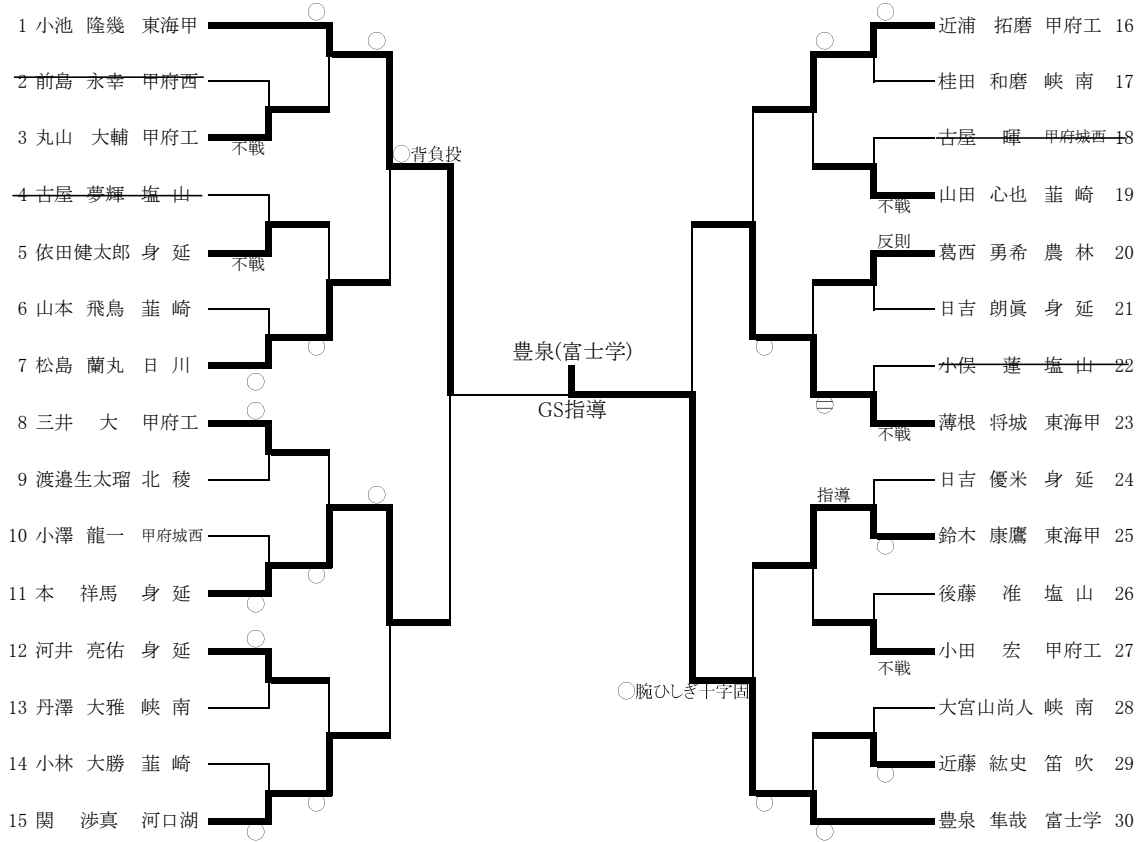 1 小池 隆幾 東海甲
2 前島 永幸 甲府西
3 丸山 大輔 甲府工
不戦
4 古屋 夢輝 塩山
5 依田健太郎 身延
不戦
6 山本 飛鳥 韮崎
7 松島 蘭丸 日川
8 三井 大 甲府工
9 渡邉生太瑠 北稜
10 小澤 龍一 甲府城西
11 本 祥馬 身延
12 河井 亮佑 身延
13 丹澤 大雅 峡南
14 小林 大勝 韮崎
15 関 渉真 河口湖
○背負投
豊泉(富士学)
GS指導
○腕ひしぎ十字固
近浦 拓磨 甲府工 16
桂田 和磨 峡南 17
古屋 暉 甲府城西 18
山田 心也 韮崎 19
不戦
反則
葛西 勇希 農林 20
日吉 朗眞 身延 21
小俣 蓮 塩山 22
薄根 将城 東海甲 23
不戦
日吉 優米 身延 24
指導
鈴木 康鷹 東海甲 25
後藤 准 塩山 26
小田 宏 甲府工 27
不戦
大宮山尚人 峡南 28
近藤 紘史 笛吹 29
豊泉 隼哉 富士学 30